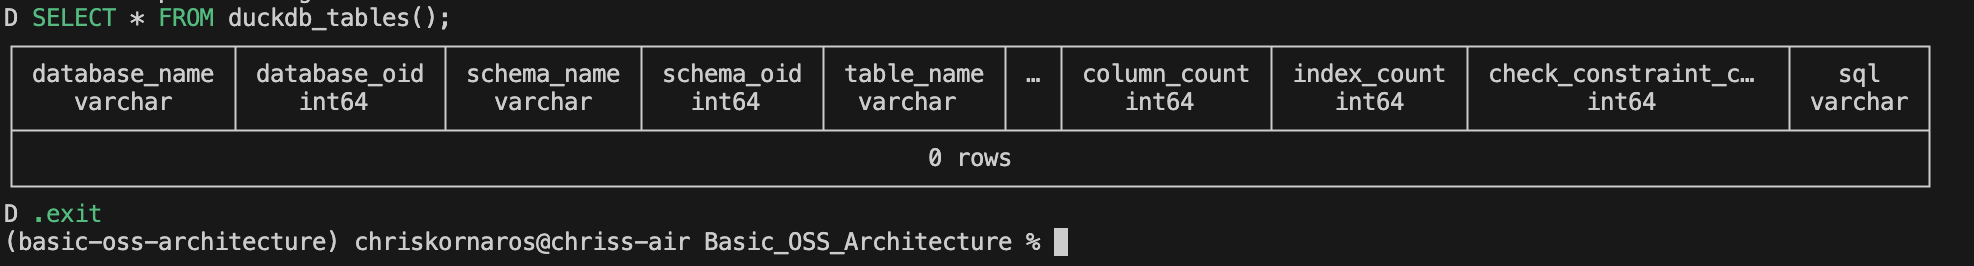 D SELECT * FROM duckdb_tables();
database_name database_oid schema_name schema_oid table_name … column_count index_count check_constraint_c… sql
varchar int64 varchar int64 varchar int64 int64 int64 varchar
0 rows
D .exit
(basic-oss-architecture) chriskornaros@chriss-air Basic_OSS_Architecture %